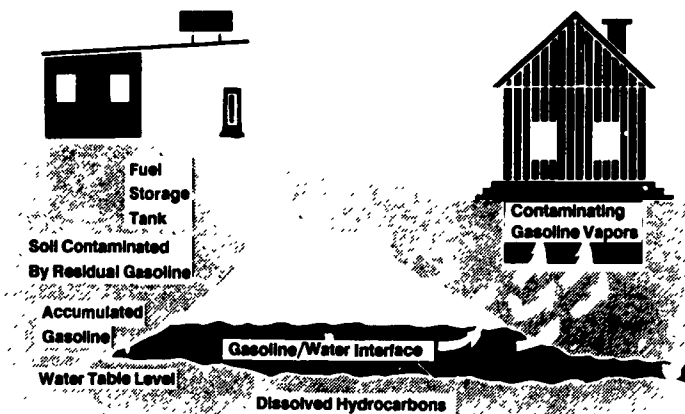 Fuel
Storage
Tank
Soil Contaminated
By Residual Gasoline
Contaminating
Gasoline Vapors
Accumulated
Gasoline
Gasoline/Water Interface
Water Table Level
Dissolved Hydrocarbons